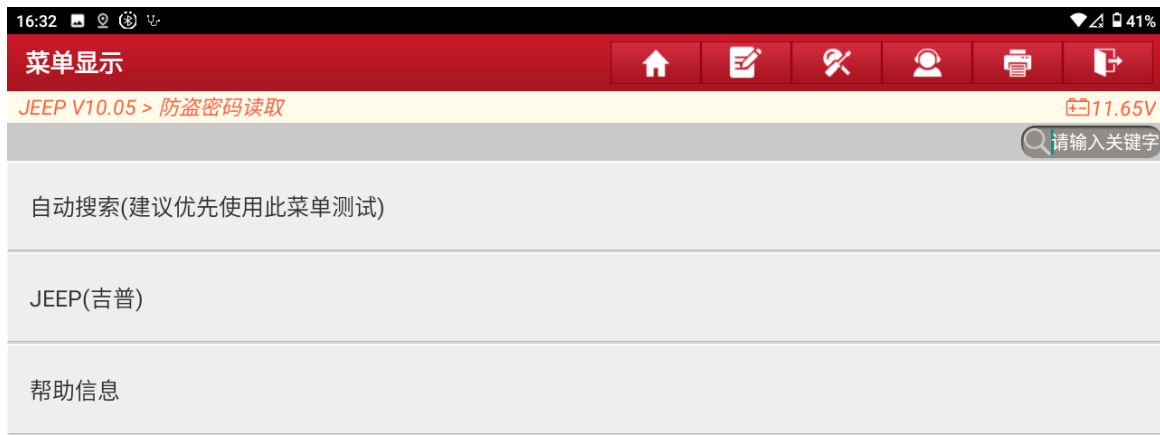 16:32
41%
菜单显示
JEEP V10.05 > 防盗密码读取
11.65V
请输入关键字
自动搜索(建议优先使用此菜单测试)
JEEP(吉普)
帮助信息